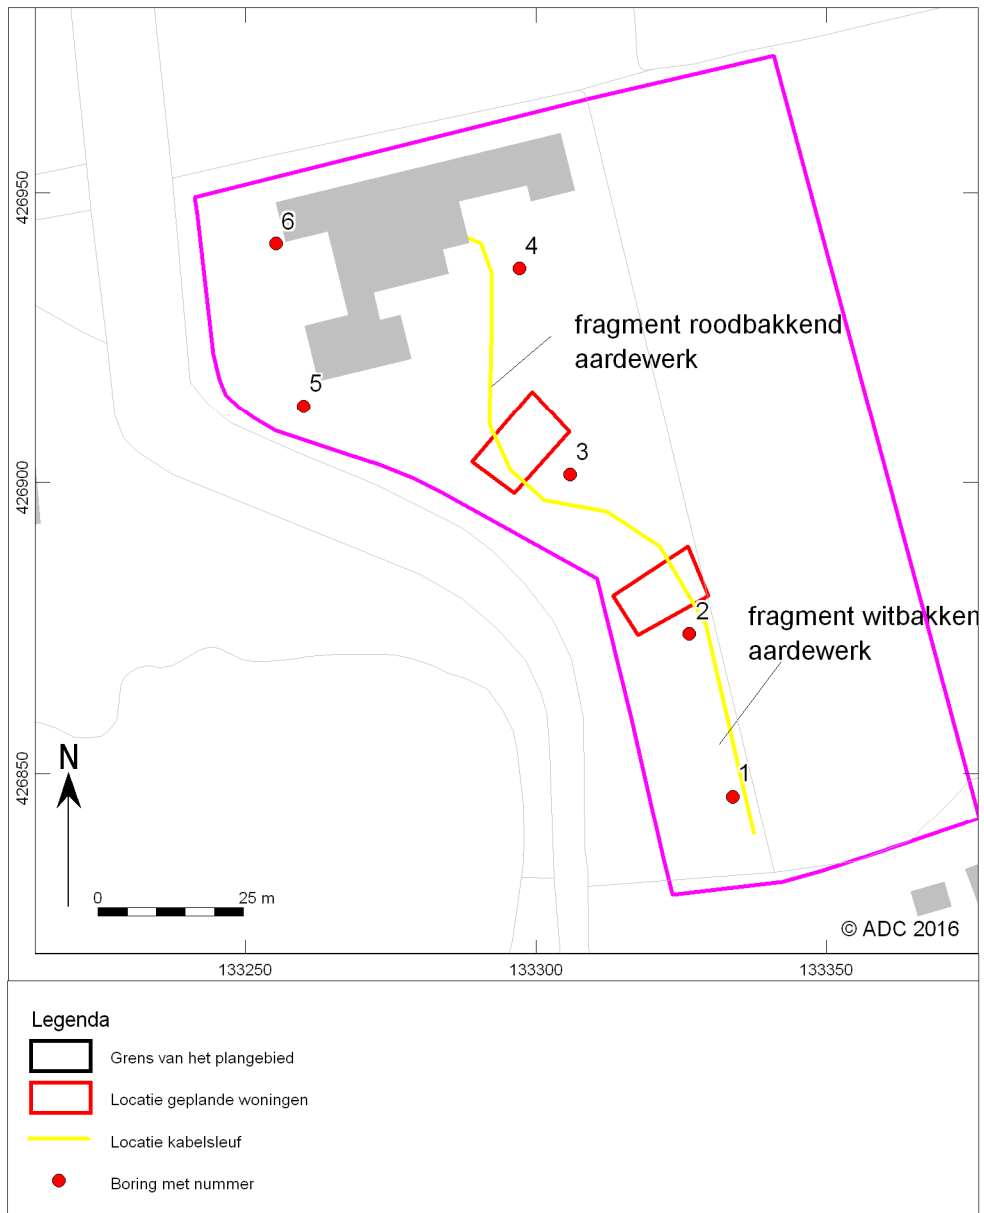 426950
6
4
fragment roodbakkend
aardewerk
5
3
426900
2
fragment witbakken
aardewerk
N
426850
1
0 25 m
© ADC 2016
133250 133300 133350
Legenda
Grens van het plangebied
Locatie geplande woningen
Locatie kabelsleuf
Boring met nummer